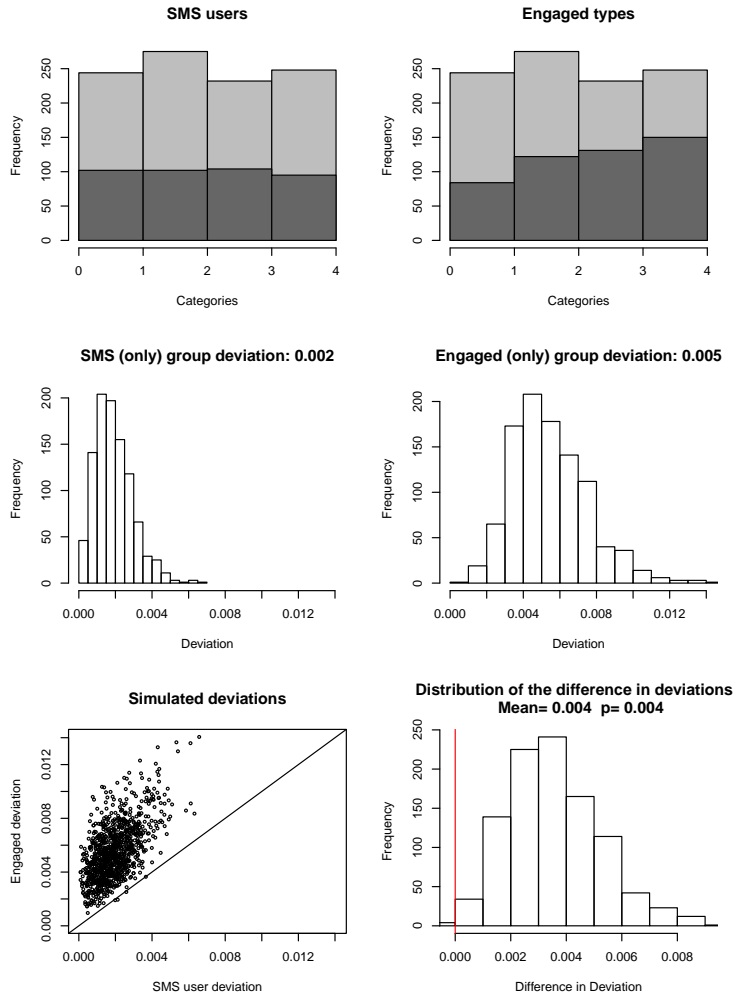 SMS users
Frequency
0 50 100 150 200 250
0 1 2 3 4
Categories
Engaged types
Frequency
0 50 100 150 200 250
0 1 2 3 4
Categories
SMS (only) group deviation: 0.002
Frequency
0 50 100 150 200
0.000 0.004 0.008 0.012
Deviation
Engaged (only) group deviation: 0.005
Frequency
0 50 100 150 200
0.000 0.004 0.008 0.012
Deviation
Simulated deviations
Engaged deviation
0.000 0.004 0.008 0.012
0.000 0.004 0.008 0.012
SMS user deviation
Distribution of the difference in deviations
Mean= 0.004 p= 0.004
Frequency
0 50 100 150 200 250
0.000 0.002 0.004 0.006 0.008
Difference in Deviation